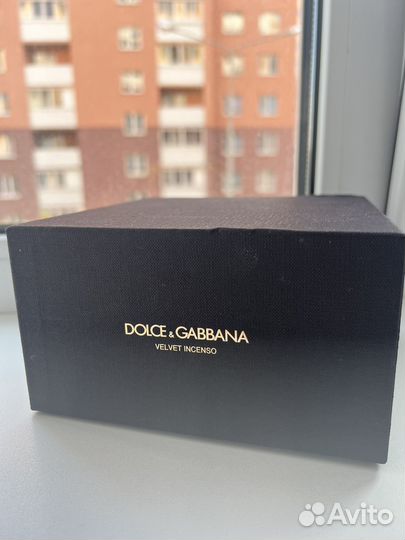 DOLCE & GABBANA
VELVET INCENSO
Avito